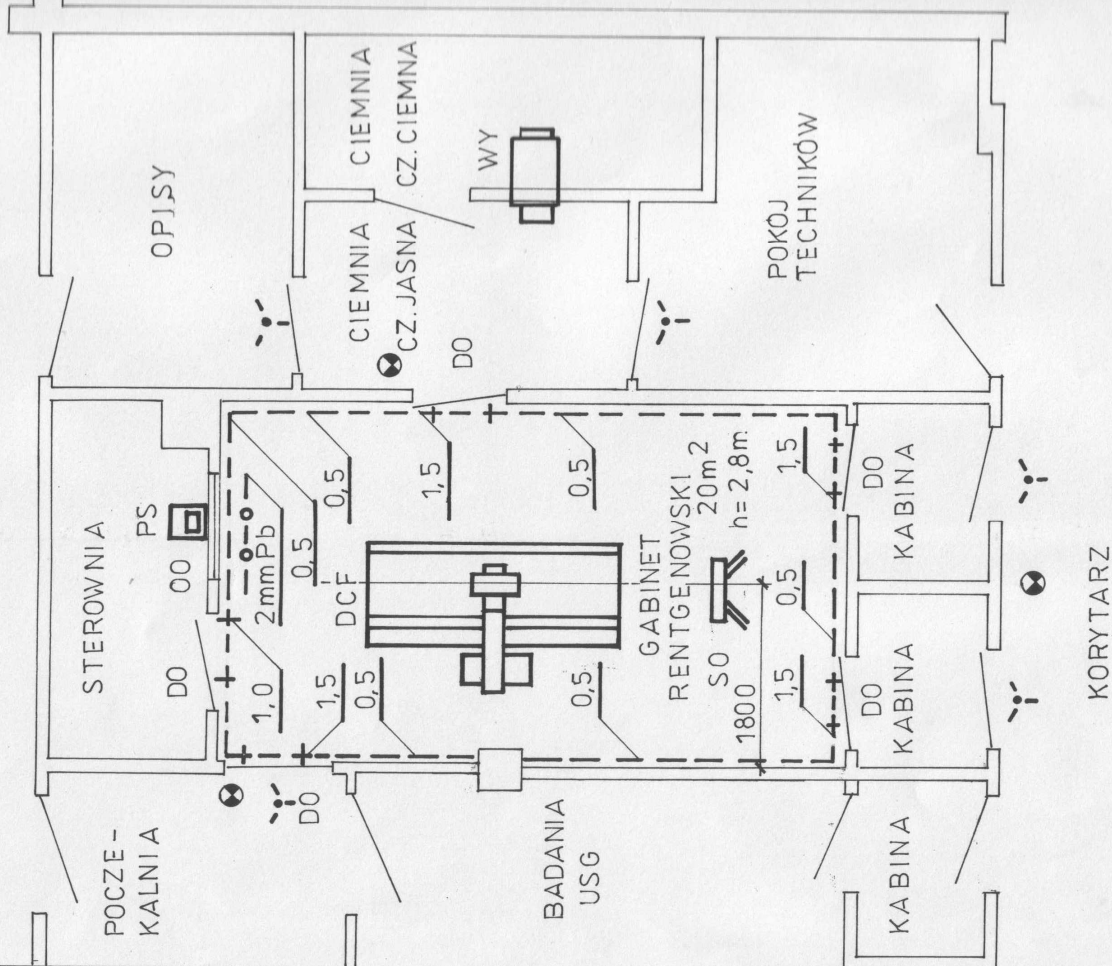 POCZE-
KALNIA
STEROWNIA
OPISY
PS
OO
DO
DO
2mm Pb
1,0
0,5
0,5
1,5
0,5
1,5
0,5
0,5
DCF
CIEMNIA
CZ. JASNA
CIEMNIA
CZ. CIEMNA
WY
DO
BADANIA
USG
GABINET
RENTGENOWSKI
20m2
h= 2,8m
SO
1800
1,5
0,5
1,5
POKÓJ
TECHNIKÓW
KABINA
DO
KABINA
DO
KABINA
KORYTARZ